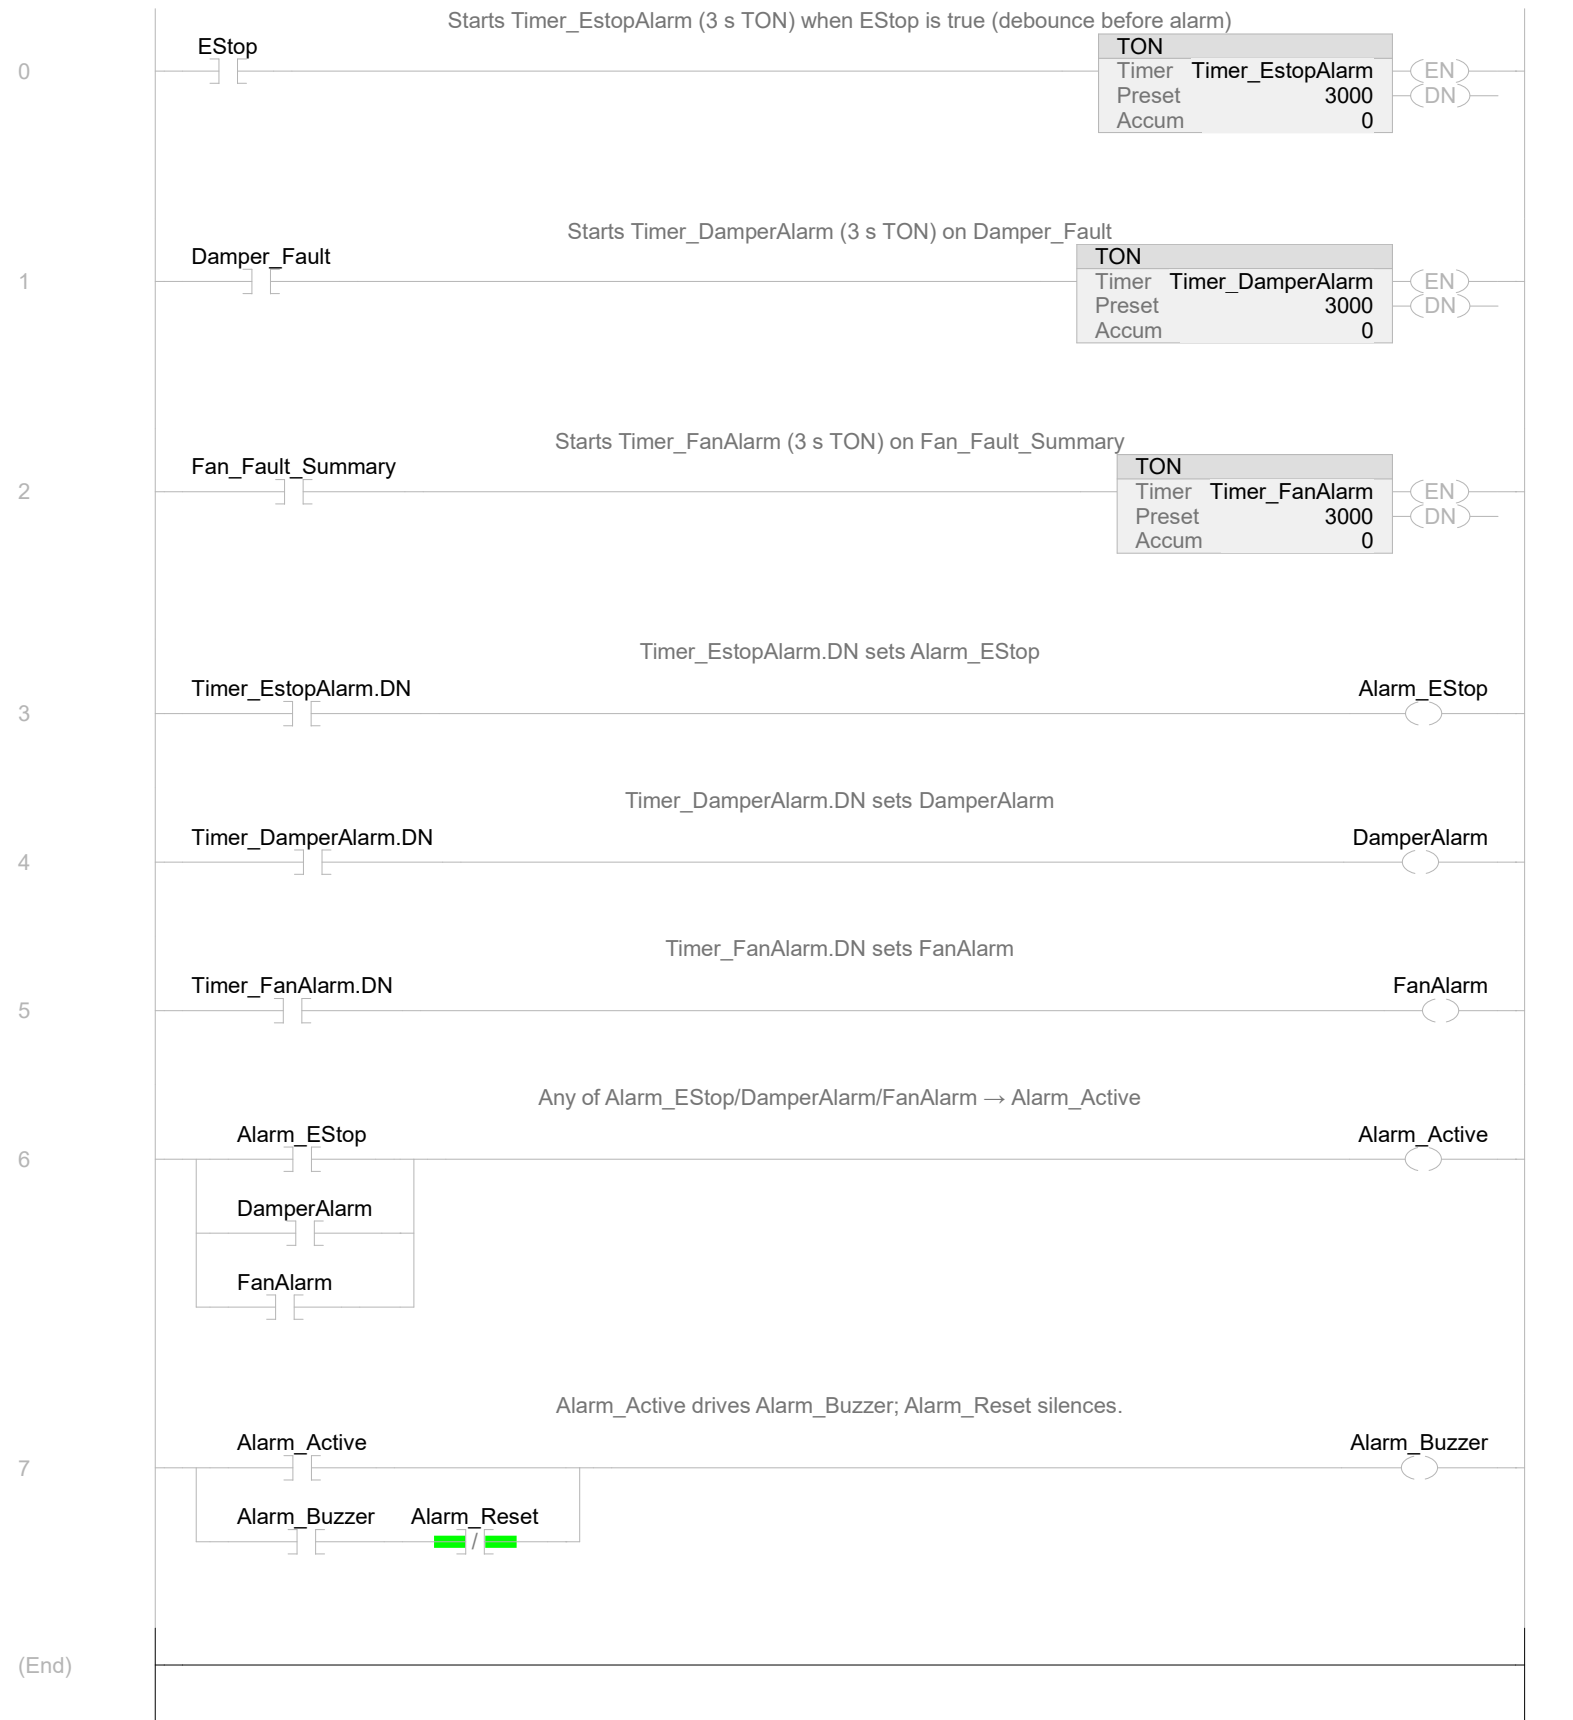 Starts Timer_EstopAlarm (3 s TON) when EStop is true (debounce before alarm)
EStop
0
TON
Timer Timer_EstopAlarm
Preset 3000
Accum 0
EN
DN
Starts Timer_DamperAlarm (3 s TON) on Damper_Fault
Damper_Fault
1
TON
Timer Timer_DamperAlarm
Preset 3000
Accum 0
EN
DN
Starts Timer_FanAlarm (3 s TON) on Fan_Fault_Summary
Fan_Fault_Summary
2
TON
Timer Timer_FanAlarm
Preset 3000
Accum 0
EN
DN
Timer_EstopAlarm.DN sets Alarm_EStop
Timer_EstopAlarm.DN Alarm_EStop
3
Timer_DamperAlarm.DN sets DamperAlarm
Timer_DamperAlarm.DN DamperAlarm
4
Timer_FanAlarm.DN sets FanAlarm
Timer_FanAlarm.DN FanAlarm
5
Any of Alarm_EStop/DamperAlarm/FanAlarm → Alarm_Active
Alarm_EStop Alarm_Active
6
DamperAlarm
FanAlarm
Alarm_Active drives Alarm_Buzzer; Alarm_Reset silences.
Alarm_Active Alarm_Buzzer
7
Alarm_Buzzer Alarm_Reset
/
(End)